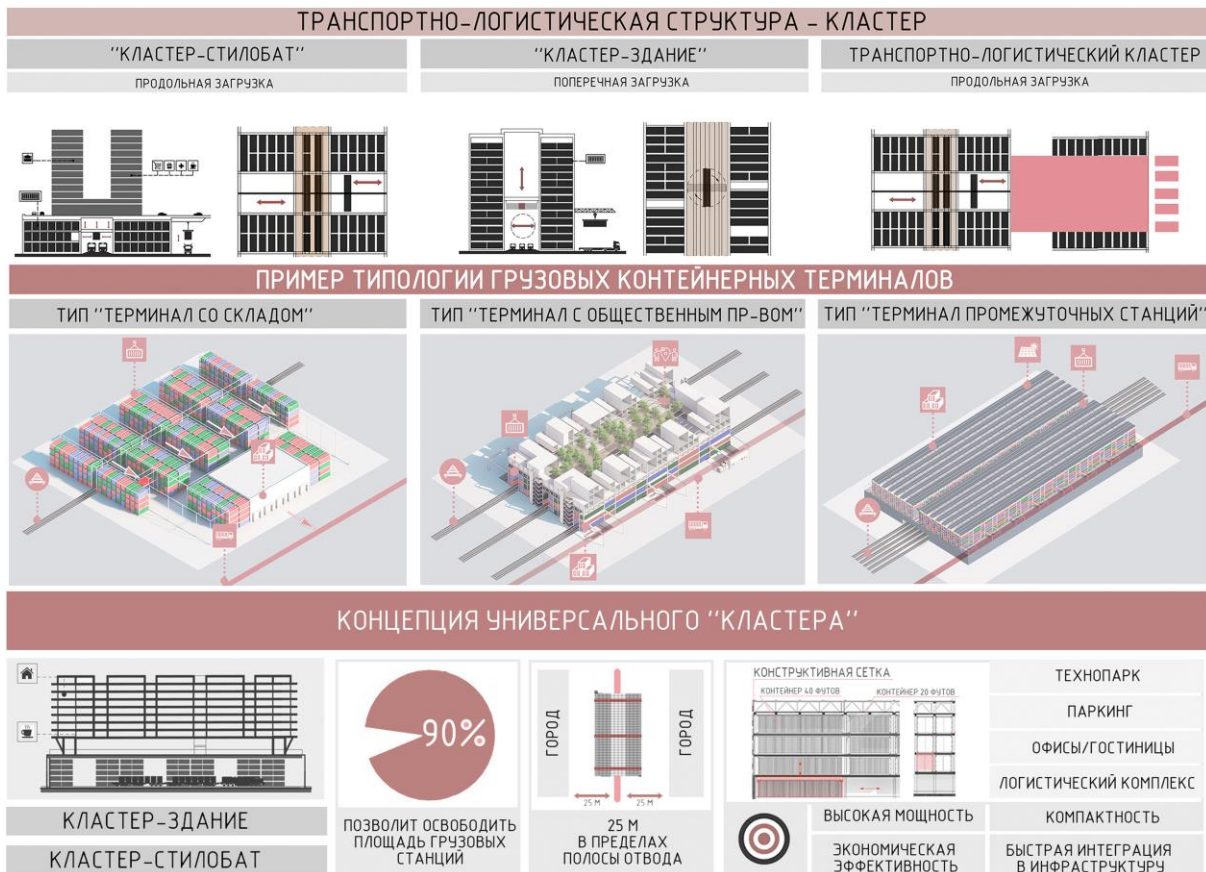 ТРАНСПОРТНО-ЛОГИСТИЧЕСКАЯ СТРУКТУРА - КЛАСТЕР
"КЛАСТЕР-СТИЛОБАТ"
ПРОДОЛЬНАЯ ЗАГРУЗКА
"КЛАСТЕР-ЗДАНИЕ"
ПОПЕРЕЧНАЯ ЗАГРУЗКА
ТРАНСПОРТНО-ЛОГИСТИЧЕСКИЙ КЛАСТЕР
ПРОДОЛЬНАЯ ЗАГРУЗКА
ПРИМЕР ТИПОЛОГИИ ГРУЗОВЫХ КОНТЕЙНЕРНЫХ ТЕРМИНАЛОВ
ТИП "ТЕРМИНАЛ СО СКЛАДОМ"
ТИП "ТЕРМИНАЛ С ОБЩЕСТВЕННЫМ ПР-ВОМ"
ТИП "ТЕРМИНАЛ ПРОМЕЖУТОЧНЫХ СТАНЦИЙ"
КОНЦЕПЦИЯ УНИВЕРСАЛЬНОГО "КЛАСТЕРА"
КЛАСТЕР-ЗДАНИЕ
КЛАСТЕР-СТИЛОБАТ
90%
ПОЗВОЛИТ ОСВОБОДИТЬ
ПЛОЩАДЬ ГРУЗОВЫХ
СТАНЦИЙ
ГОРОД
ГОРОД
25 М
25 М
25 М
В ПРЕДЕЛАХ
ПОЛОСЫ ОТВОДА
КОНСТРУКТИВНАЯ СЕТКА
КОНТЕЙНЕР 40 ФУТОВ
КОНТЕЙНЕР 20 ФУТОВ
ТЕХНОПАРК
ПАРКИНГ
ОФИСЫ/ГОСТИНИЦЫ
ЛОГИСТИЧЕСКИЙ КОМПЛЕКС
ВЫСОКАЯ МОЩНОСТЬ
КОМПАКТНОСТЬ
ЭКОНОМИЧЕСКАЯ
ЭФФЕКТИВНОСТЬ
БЫСТРАЯ ИНТЕГРАЦИЯ
В ИНФРАСТРУКТУРУ